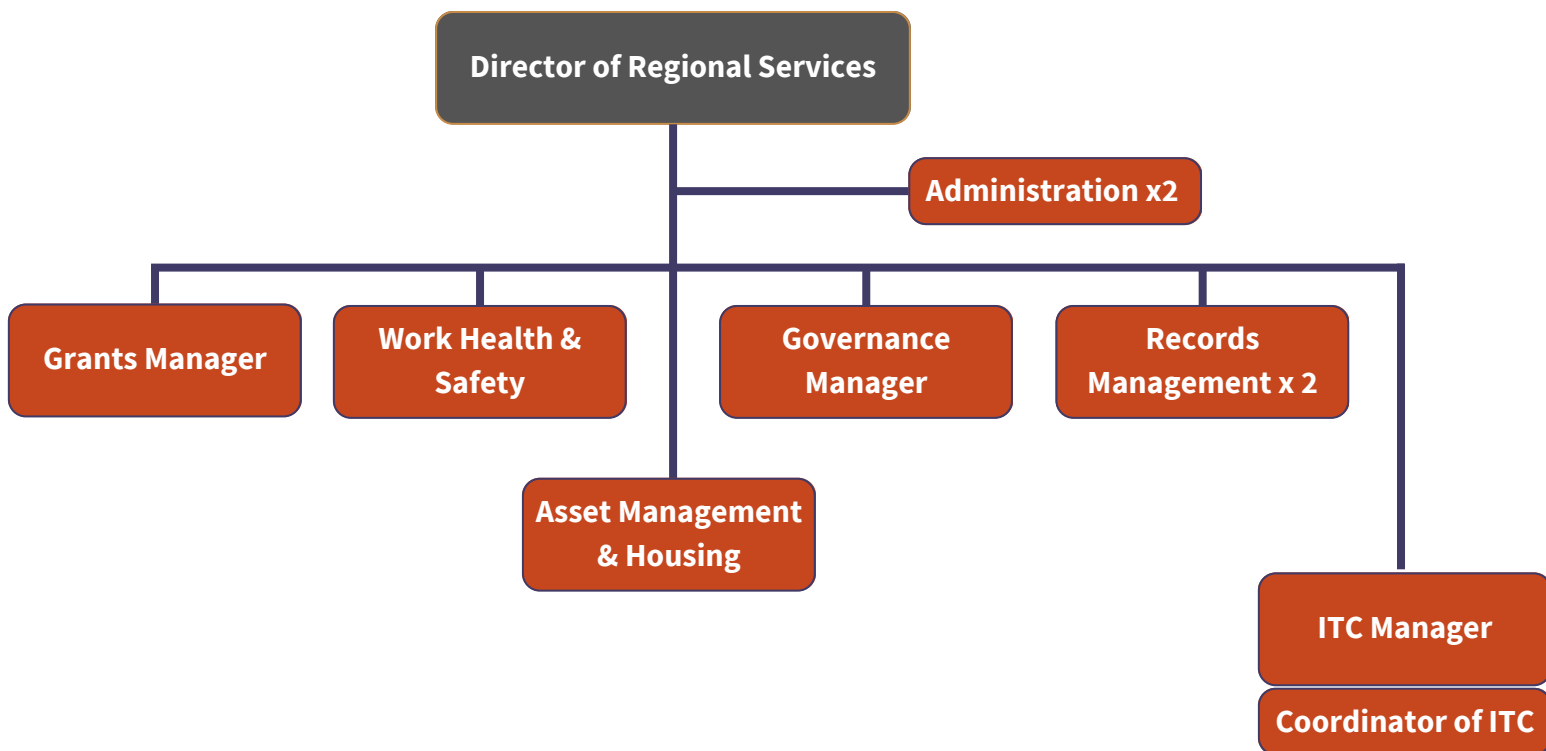 Director of Regional Services
Administration x2
Grants Manager
Work Health &
Safety
Governance
Manager
Records
Management x 2
Asset Management
& Housing
ITC Manager
Coordinator of ITC